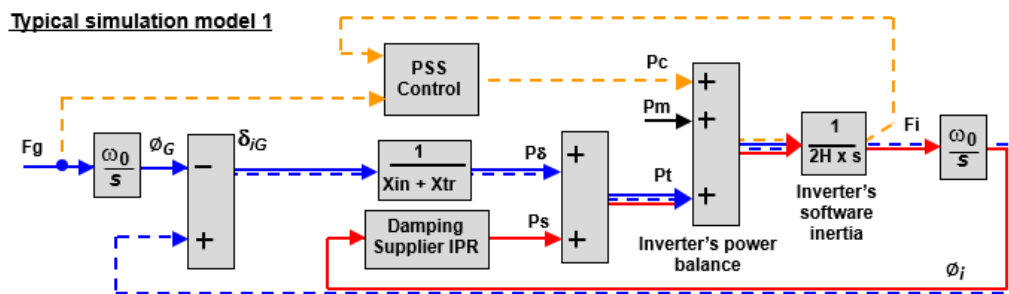 Typical simulation model 1
PSS
Control
Pc
+
Pm
+
Fg
ω0
s
ØG
δiG
−
+
1
Xin + Xtr
Pδ
+
Damping
Supplier IPR
Ps
+
Pt
+
Inverter's power
balance
1
2H x s
Inverter's
software
inertia
Fi
ω0
s
Øi